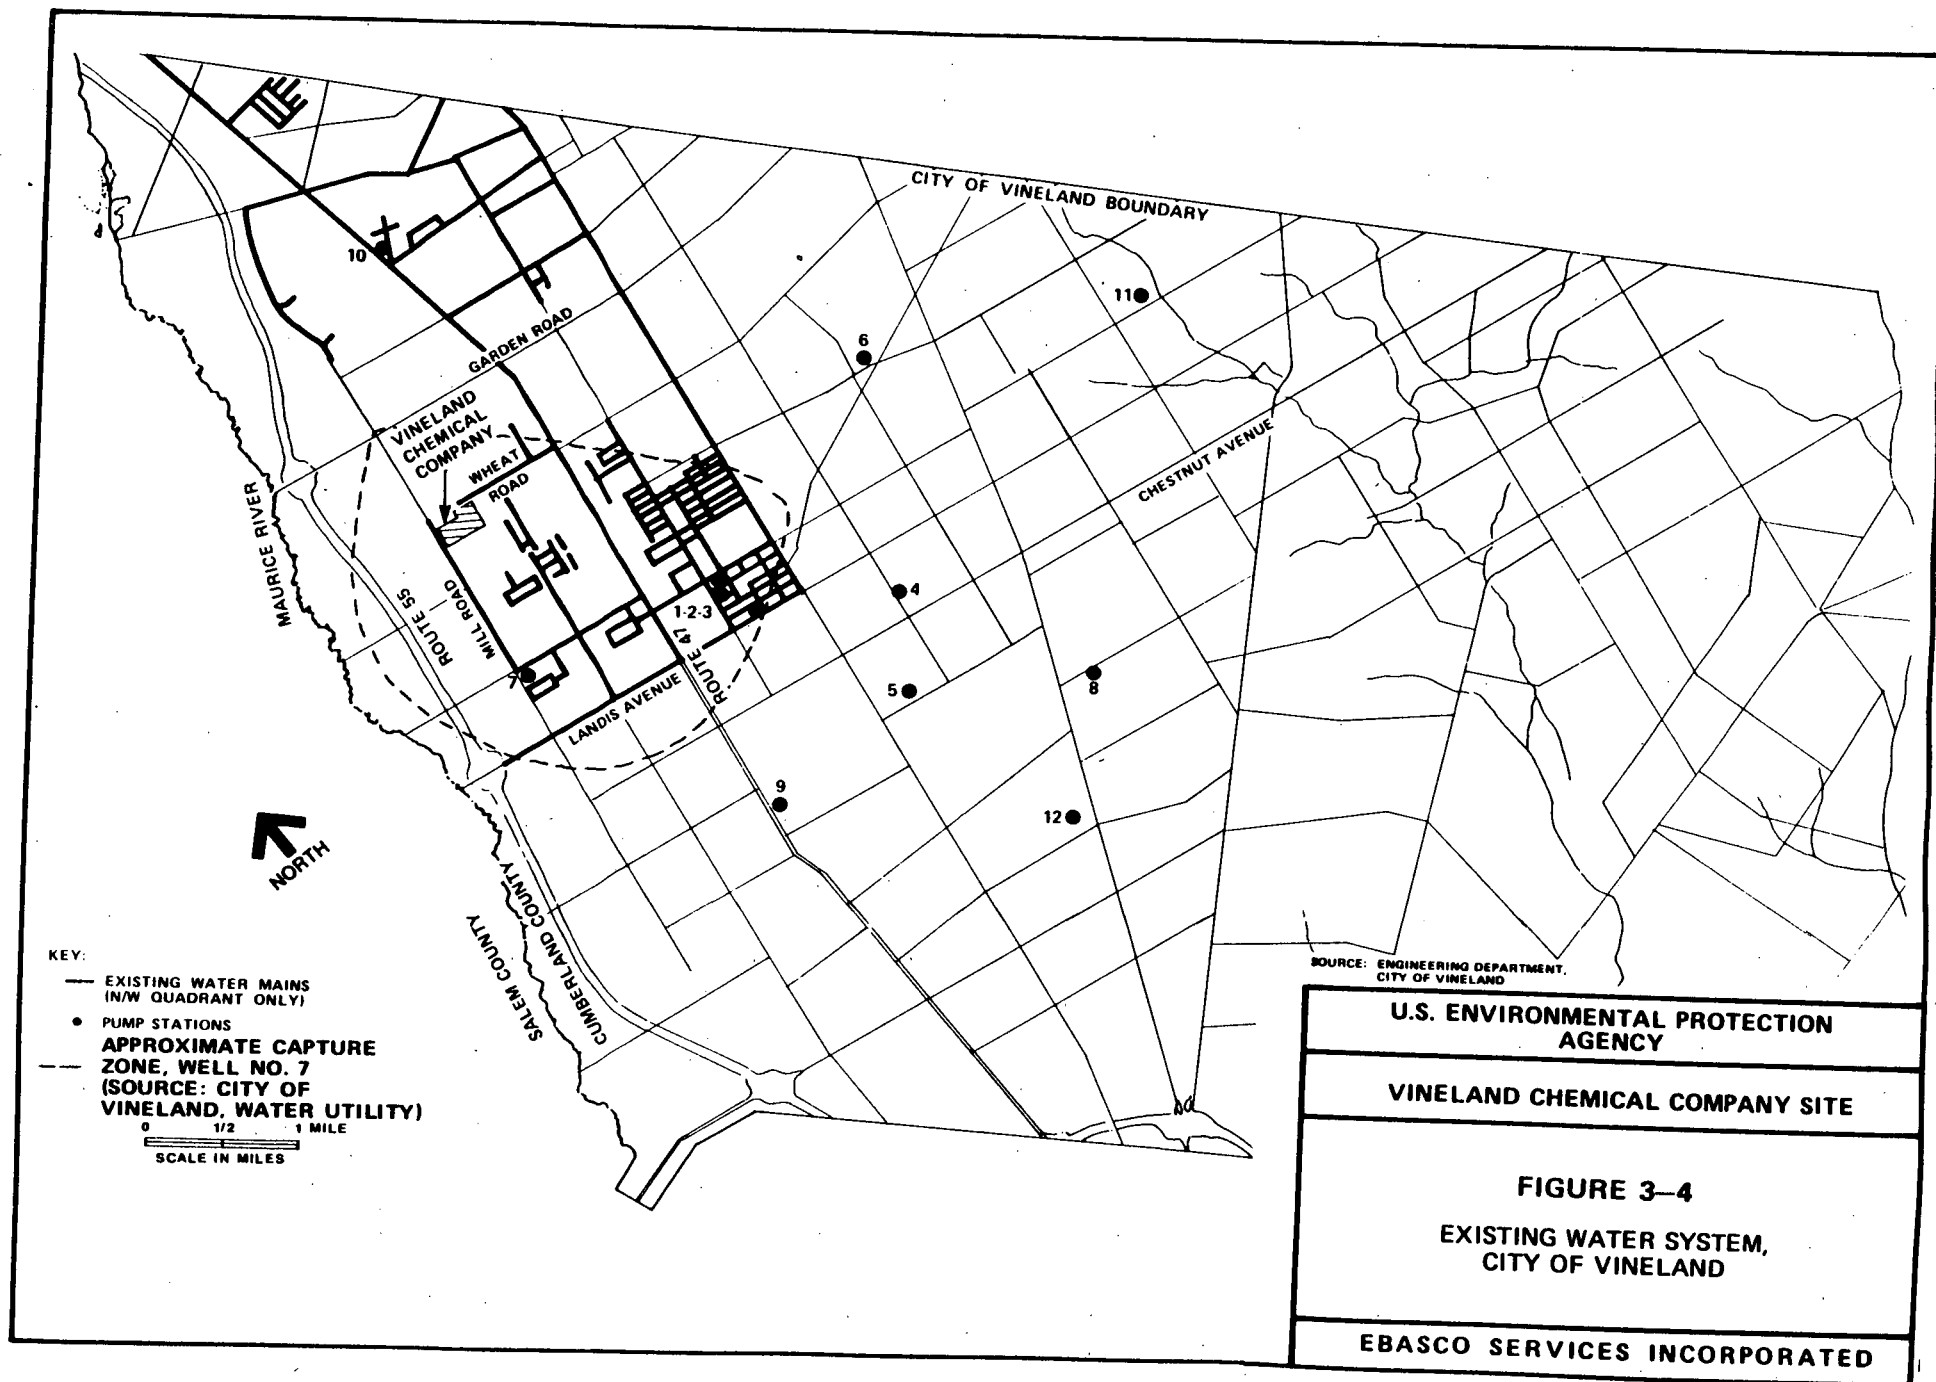 CITY OF VINELAND BOUNDARY
10
11
6
GARDEN ROAD
VINELAND
CHEMICAL
COMPANY
WHEAT
ROAD
CHESTNUT AVENUE
MAURICE RIVER
ROUTE 55
MILL ROAD
1-2-3
4
7
LANDIS AVENUE
ROUTE 47
5
8
9
12
NORTH
SALEM COUNTY
CUMBERLAND COUNTY
KEY:
EXISTING WATER MAINS
(N/W QUADRANT ONLY)
PUMP STATIONS
APPROXIMATE CAPTURE
ZONE, WELL NO. 7
(SOURCE: CITY OF
VINELAND, WATER UTILITY)
0 1/2 1 MILE
SCALE IN MILES
SOURCE: ENGINEERING DEPARTMENT,
CITY OF VINELAND
U.S. ENVIRONMENTAL PROTECTION
AGENCY
VINELAND CHEMICAL COMPANY SITE
FIGURE 3—4
EXISTING WATER SYSTEM,
CITY OF VINELAND
EBASCO SERVICES INCORPORATED